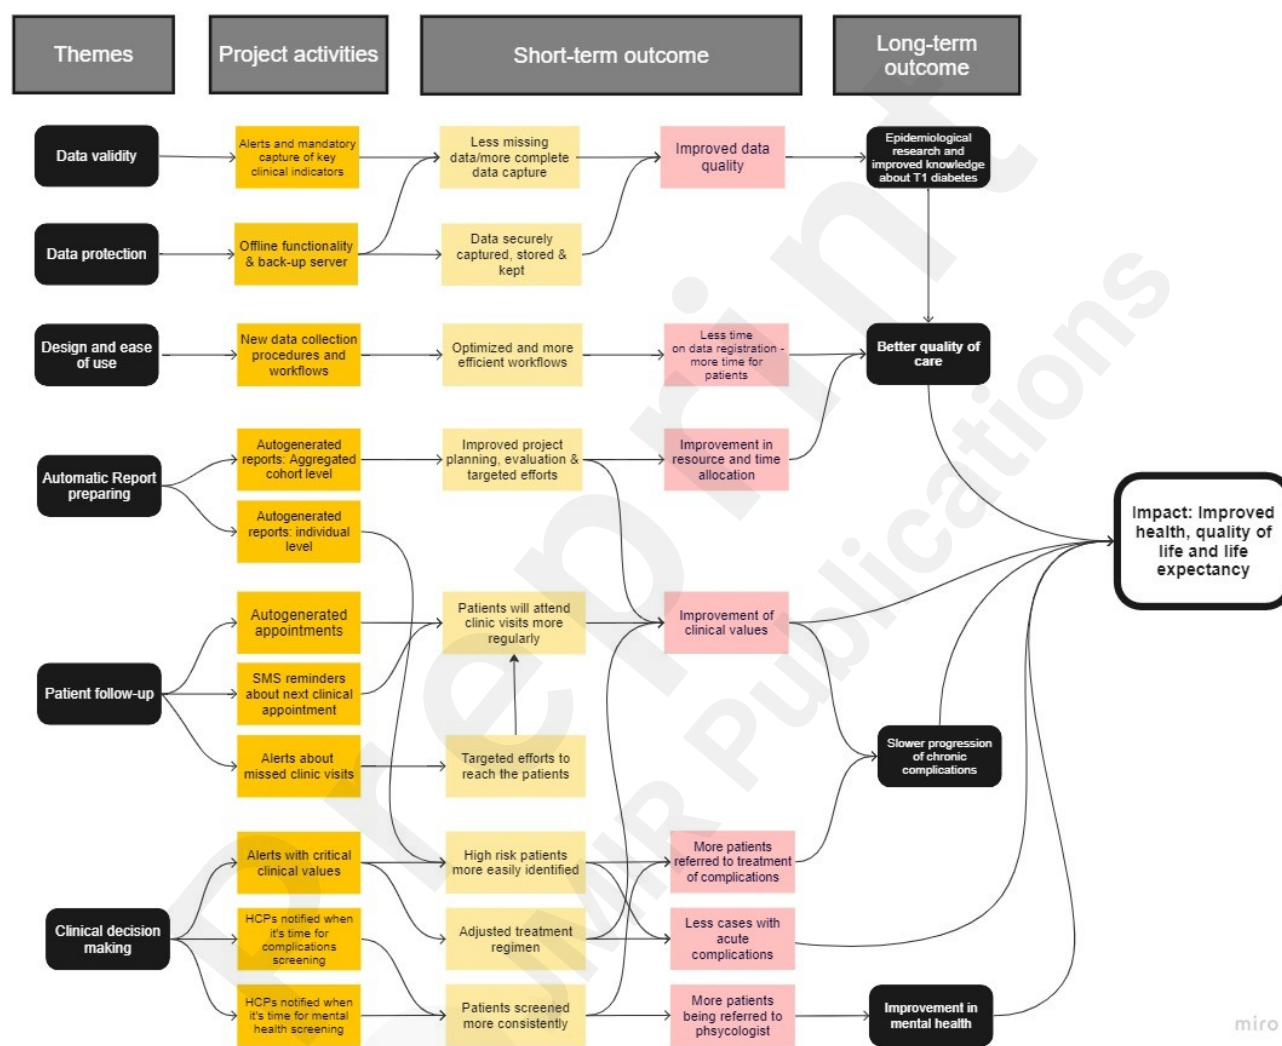 Themes
Project activities
Short-term outcome
Long-term
outcome
Data validity
Alerts and mandatory
capture of key
clinical indicators
Less missing
data/more complete
data capture
Improved data
quality
Epidemiological
research and
improved knowledge
about T1 diabetes
Data protection
Offline functionality
& back-up server
Data securely
captured, stored &
kept
Design and ease
of use
New data collection
procedures and
workflows
Optimized and more
efficient workflows
Less time
on data registration -
more time for
patients
Better quality of
care
Automatic Report
preparing
Autogenerated
reports: Aggregated
cohort level
Improved project
planning, evaluation &
targeted efforts
Improvement in
resource and time
allocation
Autogenerated
reports: individual
level
Impact: Improved
health, quality of
life and life
expectancy
Patient follow-up
Autogenerated
appointments
Patients will attend
clinic visits more
regularly
Improvement of
clinical values
SMS reminders
about next clinical
appointment
Alerts about
missed clinic visits
Targeted efforts to
reach the patients
Slower progression
of chronic
complications
Clinical decision
making
Alerts with critical
clinical values
High risk patients
more easily identified
More patients
referred to treatment
of complications
HCPs notified when
it's time for
complications
screening
Adjusted treatment
regimen
Less cases with
acute
complications
HCPs notified when
it's time for mental
health screening
Patients screened
more consistently
More patients
being referred to
phsycologist
Improvement in
mental health
Preprint
JMIR Publications
miro